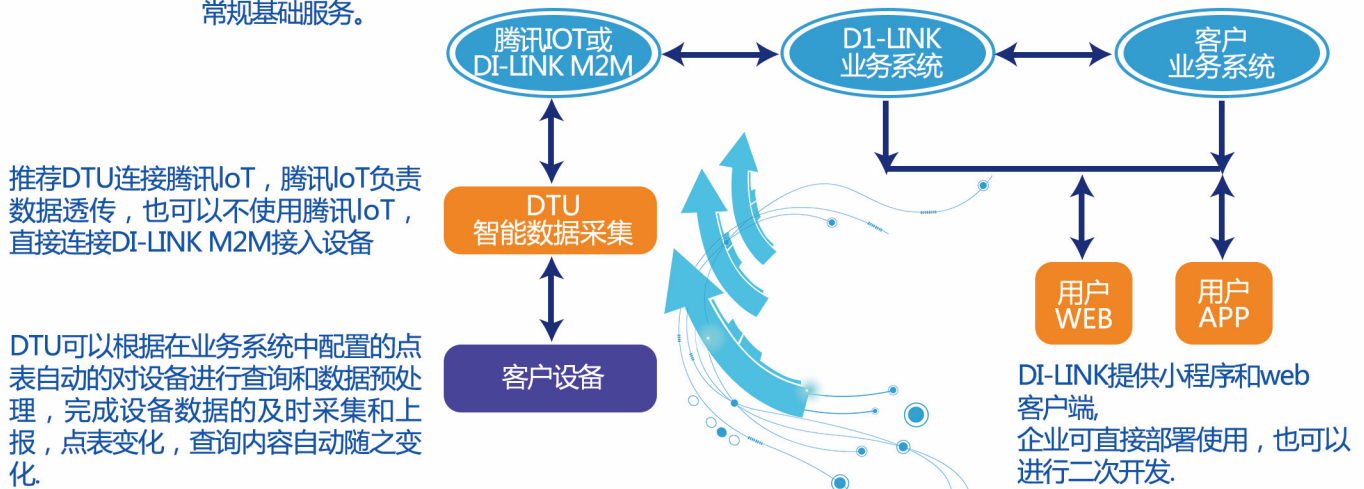 常规基础服务。
腾讯IOT或
DI-LINK M2M
D1-LINK
业务系统
客户
业务系统
推荐DTU连接腾讯IoT，腾讯IoT负责
数据透传，也可以不使用腾讯IoT，
直接连接DI-LINK M2M接入设备
DTU
智能数据采集
用户
WEB
用户
APP
DTU可以根据在业务系统中配置的点
表自动的对设备进行查询和数据预处
理，完成设备数据的及时采集和上
报，点表变化，查询内容自动随之变
化.
客户设备
DI-LINK提供小程序和web
客户端,
企业可直接部署使用，也可以
进行二次开发.